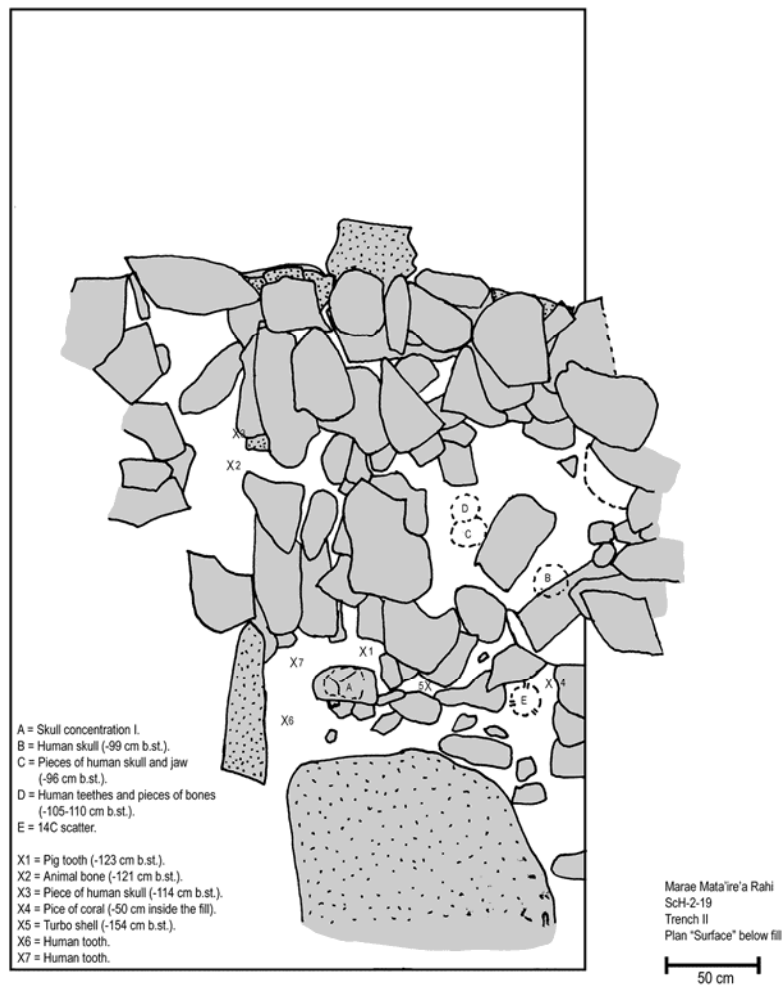 X3
X2
D
C
B
X1
X7
A
5X
X 4
E
X6
A = Skull concentration I.
B = Human skull (-99 cm b.st.).
C = Pieces of human skull and jaw
(-96 cm b.st.).
D = Human teethes and pieces of bones
(-105-110 cm b.st.).
E = 14C scatter.
X1 = Pig tooth (-123 cm b.st.).
X2 = Animal bone (-121 cm b.st.).
X3 = Piece of human skull (-114 cm b.st.).
X4 = Pice of coral (-50 cm inside the fill).
X5 = Turbo shell (-154 cm b.st.).
X6 = Human tooth.
X7 = Human tooth.
Marae Mata'ire'a Rahi
ScH-2-19
Trench II
Plan "Surface" below fill
50 cm